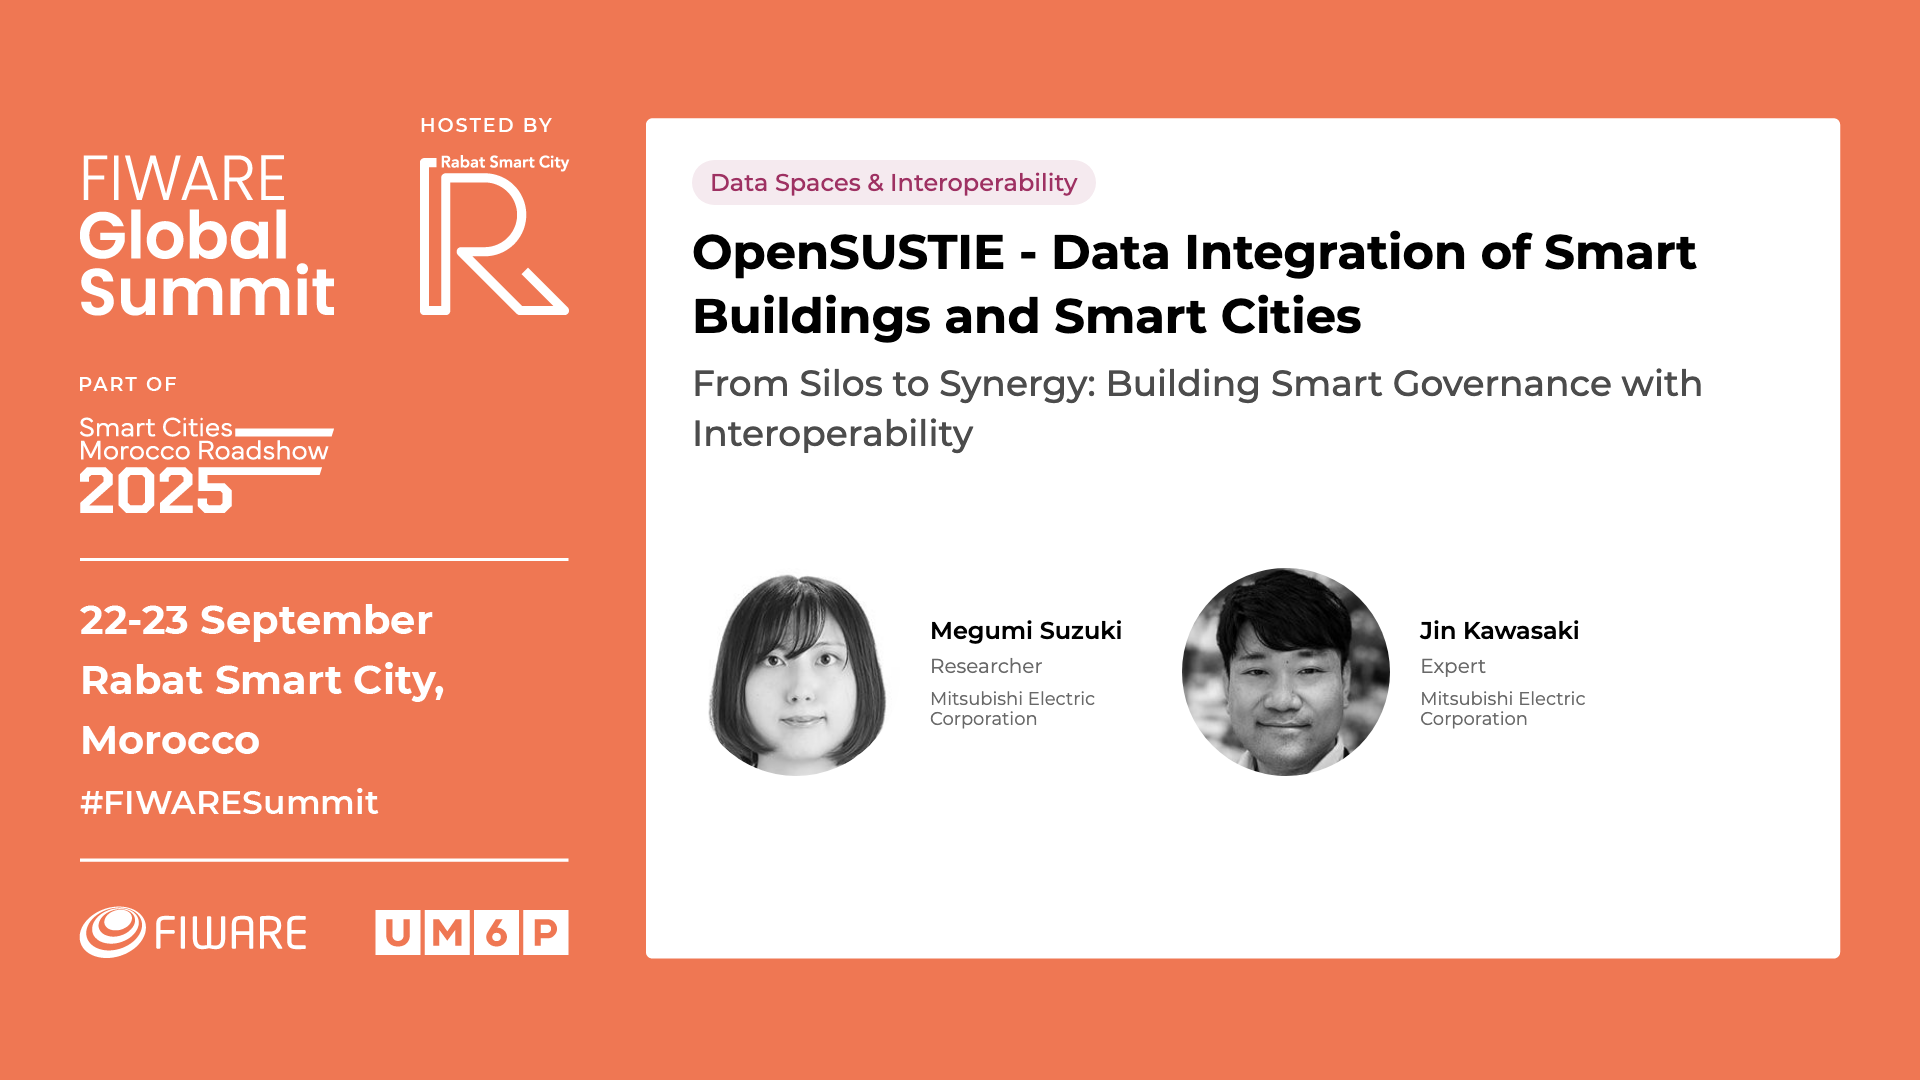 HOSTED BY
FIWARE
Global
Summit
Rabat Smart City
R
PART OF
Smart Cities
Morocco Roadshow
2025
22-23 September
Rabat Smart City,
Morocco
#FIWARESummit
FIWARE
UM6P
Data Spaces & Interoperability
OpenSUSTIE - Data Integration of Smart
Buildings and Smart Cities
From Silos to Synergy: Building Smart Governance with
Interoperability
Megumi Suzuki
Researcher
Mitsubishi Electric
Corporation
Jin Kawasaki
Expert
Mitsubishi Electric
Corporation